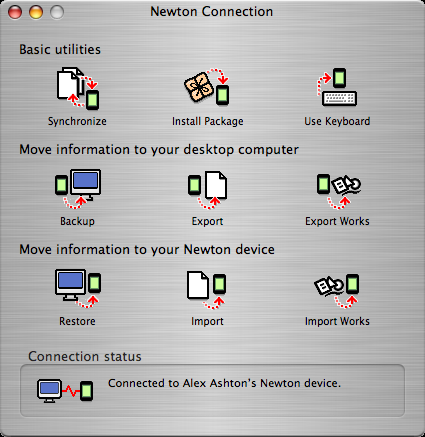 Newton Connection
Basic utilities
Synchronize Install Package Use Keyboard
Move information to your desktop computer
Backup Export Export Works
Move information to your Newton device
Restore Import Import Works
Connection status
Connected to Alex Ashton's Newton device.